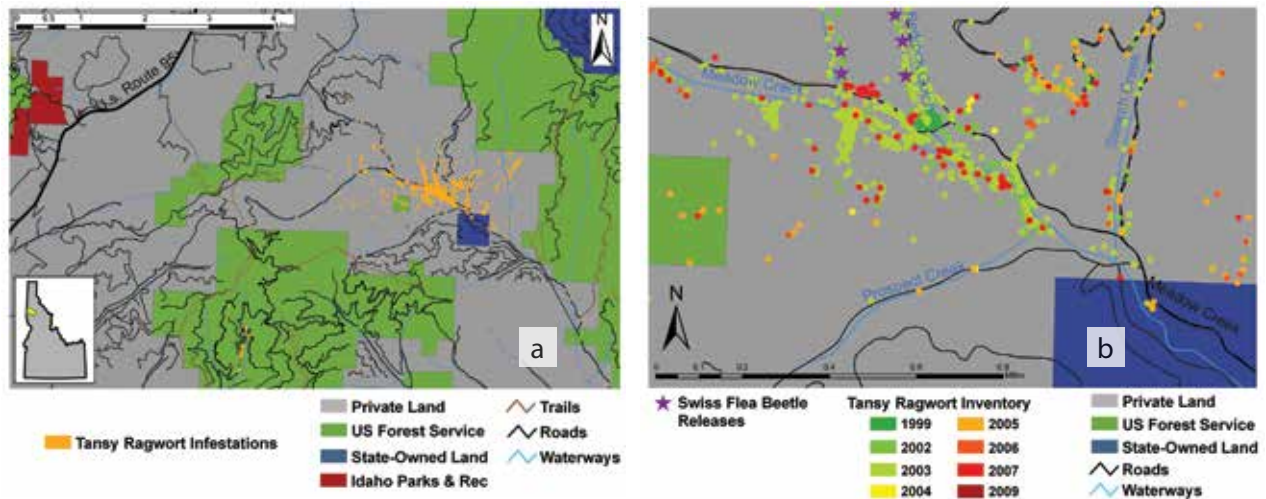 N
Us. Route 95
a
Tansy Ragwort Infestations
Private Land
US Forest Service
State-Owned Land
Idaho Parks & Rec
Trails
Roads
Waterways
Meadow Creek
Prospect Creek
Meadow Creek
N
b
Swiss Flea Beetle
Releases
Tansy Ragwort Inventory
1999
2002
2003
2004
2005
2006
2007
2009
Private Land
US Forest Service
State-Owned Land
Roads
Waterways